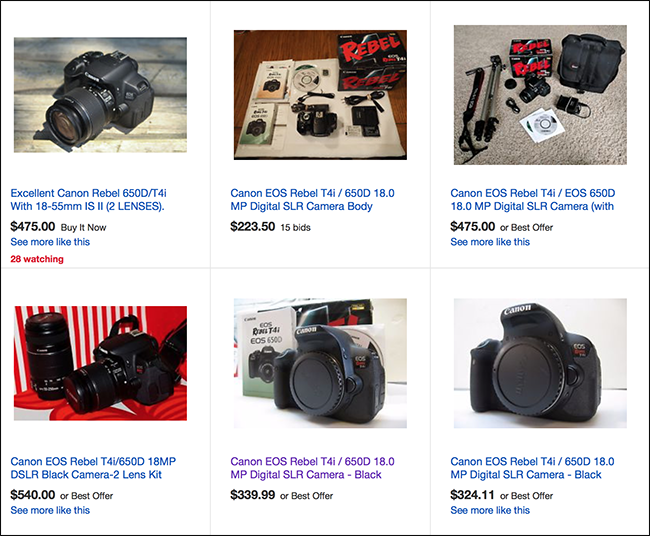 Excellent Canon Rebel 650D/T4i
With 18-55mm IS II (2 LENSES).
$475.00 Buy It Now
See more like this
28 watching
REBEL
Canon EOS Rebel T4i / 650D 18.0
MP Digital SLR Camera Body
$223.50 15 bids
Canon EOS Rebel T4i / EOS 650D
18.0 MP Digital SLR Camera (with
$475.00 or Best Offer
See more like this
Canon EOS Rebel T4i/650D 18MP
DSLR Black Camera-2 Lens Kit
$540.00 or Best Offer
See more like this
EOS
REBEL T4i
EOS 650D
Canon
EOS
Canon EOS Rebel T4i / 650D 18.0
MP Digital SLR Camera - Black
$339.99 or Best Offer
Canon
EOS
Canon EOS Rebel T4i / 650D 18.0
MP Digital SLR Camera - Black
$324.11 or Best Offer
See more like this